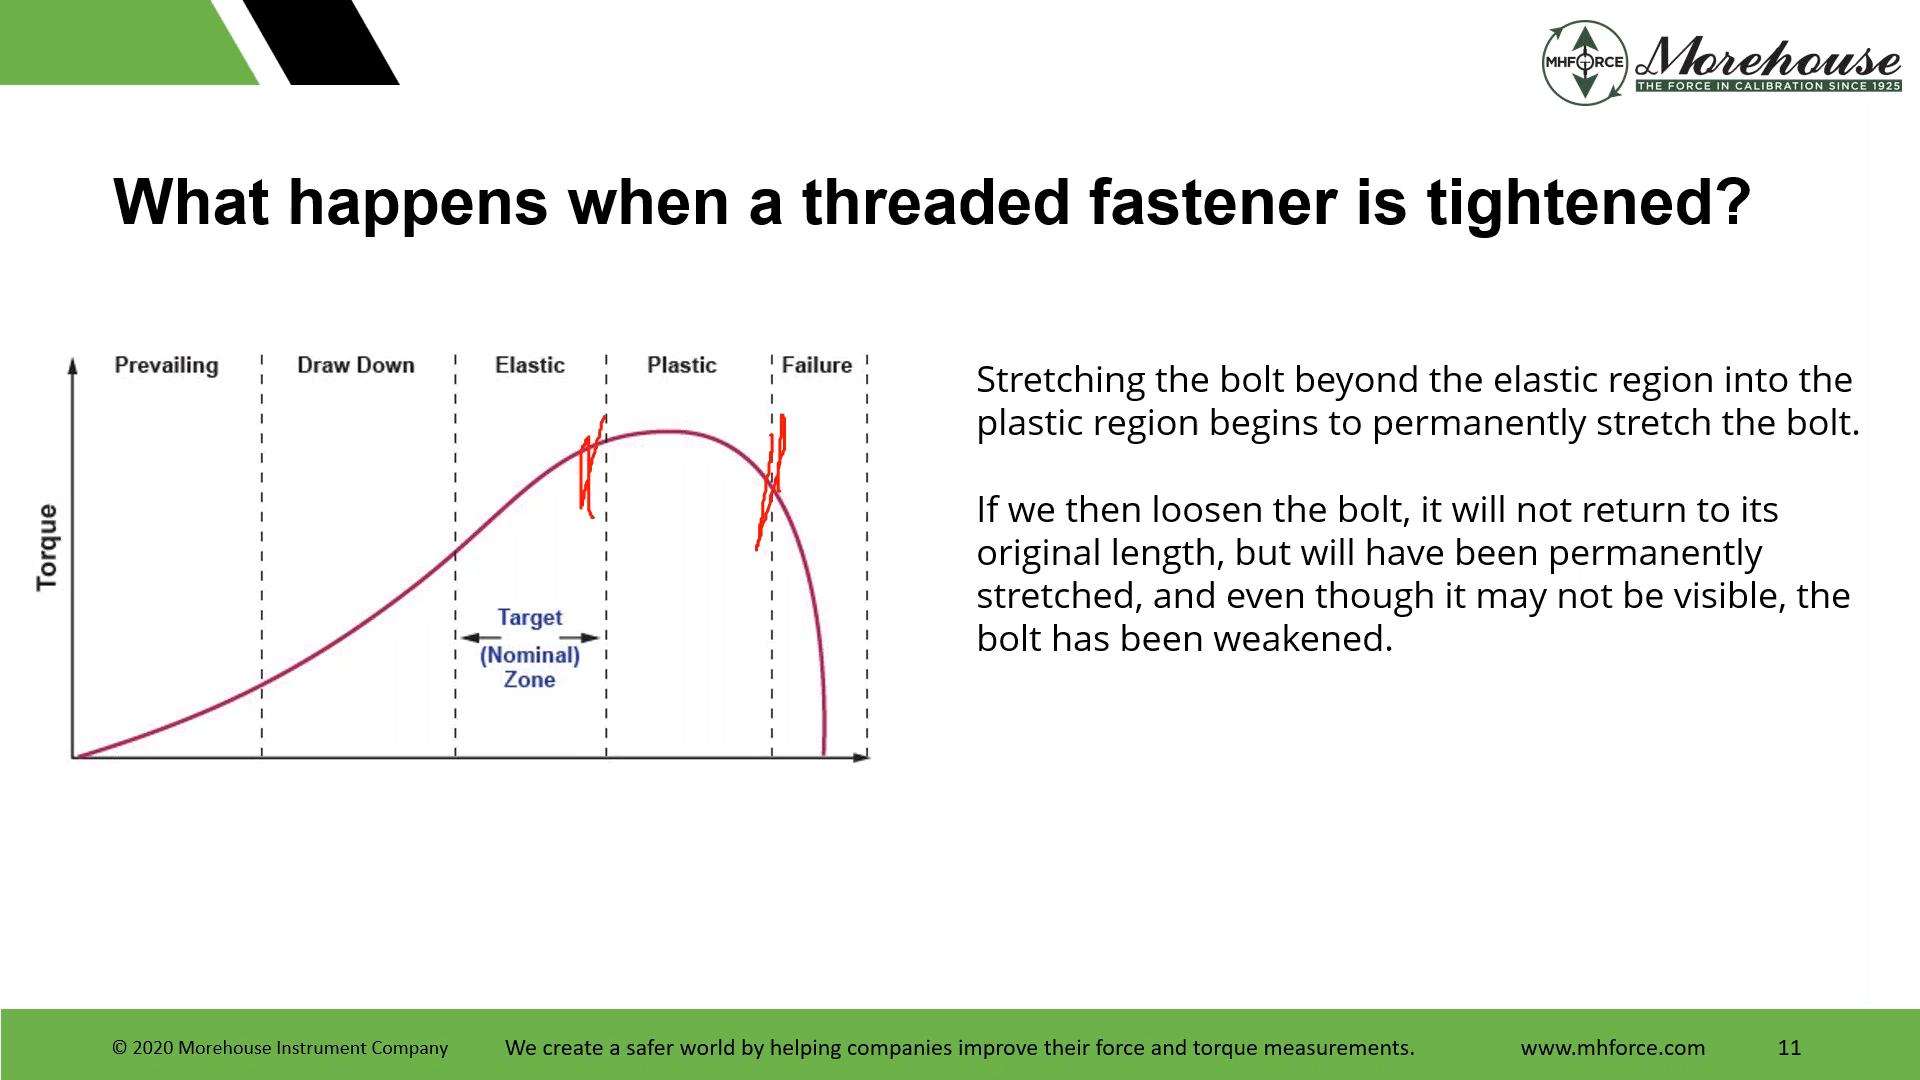 MHFORCE
Morehouse
THE FORCE IN CALIBRATION SINCE 1925
What happens when a threaded fastener is tightened?
Prevailing
Draw Down
Elastic
Plastic
Failure
Torque
Target
(Nominal)
Zone
Stretching the bolt beyond the elastic region into the
plastic region begins to permanently stretch the bolt.
If we then loosen the bolt, it will not return to its
original length, but will have been permanently
stretched, and even though it may not be visible, the
bolt has been weakened.
© 2020 Morehouse Instrument Company
We create a safer world by helping companies improve their force and torque measurements.
www.mhforce.com
11